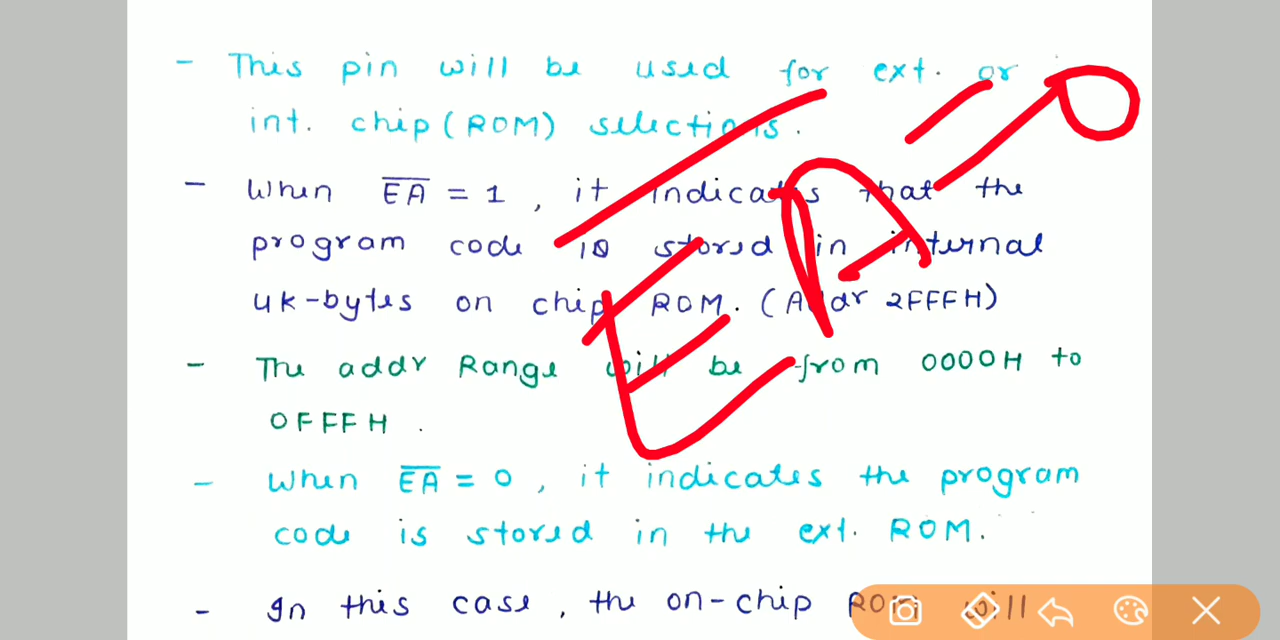 - This pin will be used for ext. or
int. chip (ROM) selections.
- When E̅A̅ = 1, it indicates that the
program code is stored in internal
4k-bytes on chip ROM. (Addr 2FFFH)
- The addr Range will be from 0000H to
0FFFH.
- When E̅A̅ = 0, it indicates the program
code is stored in the ext. ROM.
- In this case, the on-chip ROM will
E̅A̅ = 0